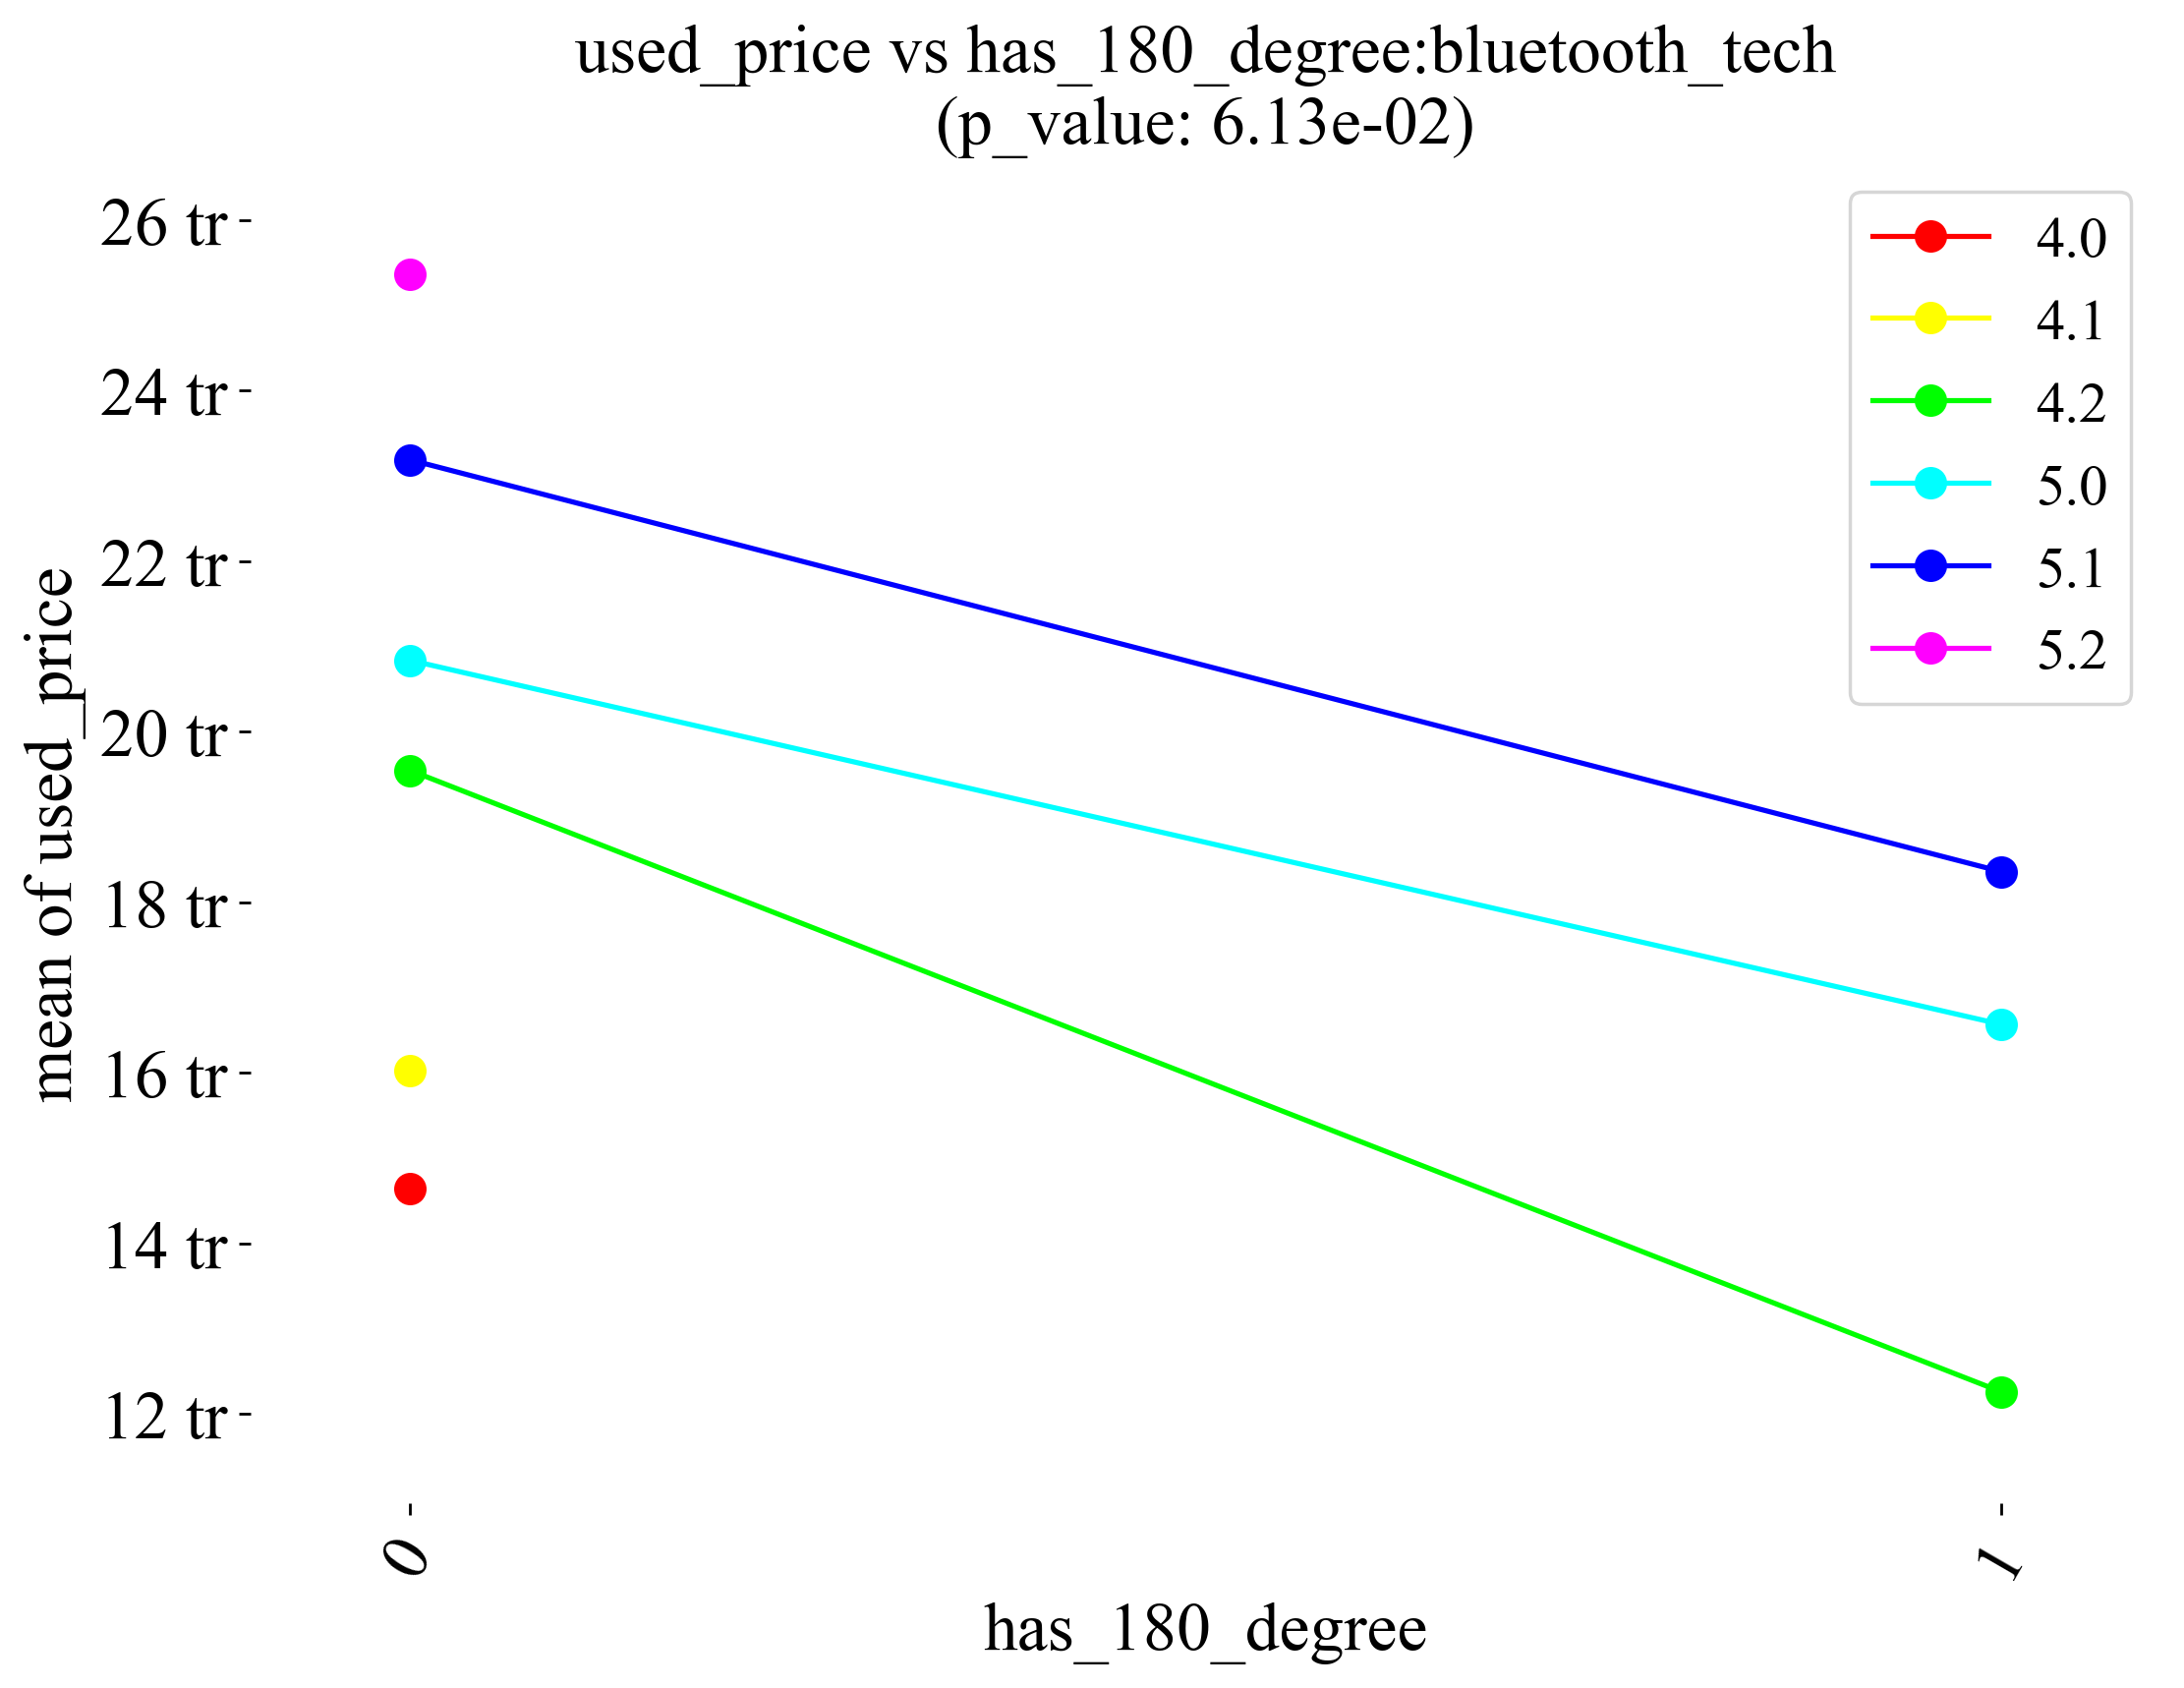 used_price vs has_180_degree:bluetooth_tech
(p_value: 6.13e-02)
26 tr
24 tr
22 tr
20 tr
18 tr
16 tr
14 tr
12 tr
mean of used_price
4.0
4.1
4.2
5.0
5.1
5.2
0
1
has_180_degree